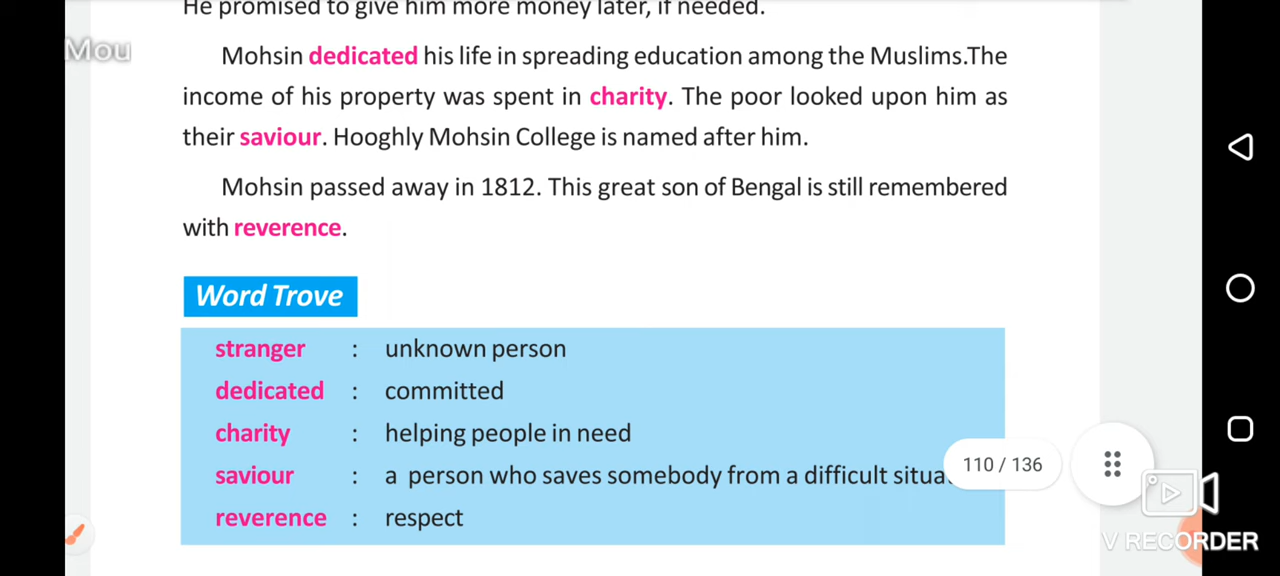 He promised to give him more money later, if needed.
Mou
Mohsin dedicated his life in spreading education among the Muslims.The
income of his property was spent in charity. The poor looked upon him as
their saviour. Hooghly Mohsin College is named after him.
Mohsin passed away in 1812. This great son of Bengal is still remembered
with reverence.
Word Trove
stranger : unknown person
dedicated : committed
charity : helping people in need
saviour : a person who saves somebody from a difficult
reverence : respect
110 / 136
V RECORDER